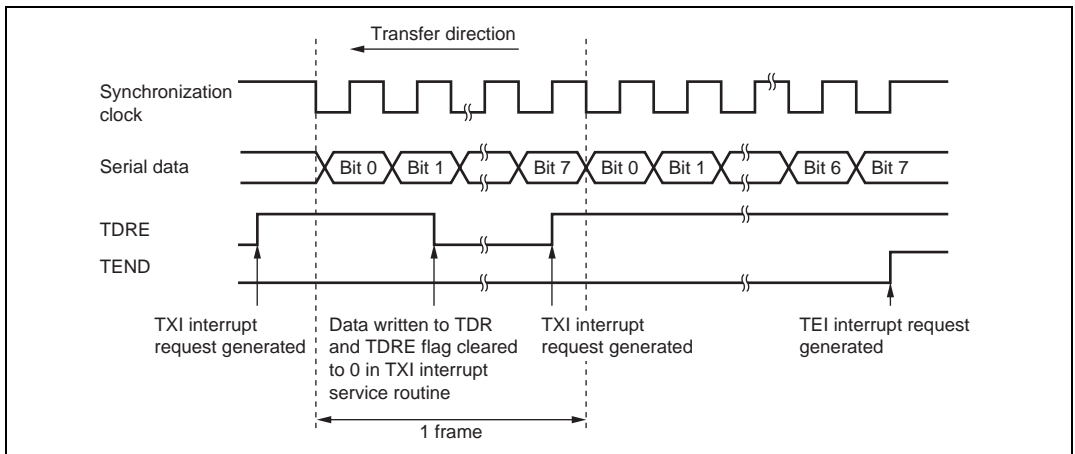 Transfer direction
Synchronization
clock
Serial data
Bit 0 Bit 1 Bit 7 Bit 0 Bit 1 Bit 6 Bit 7
TDRE
TEND
TXI interrupt
request generated
Data written to TDR
and TDRE flag cleared
to 0 in TXI interrupt
service routine
TXI interrupt
request generated
TEI interrupt request
generated
1 frame